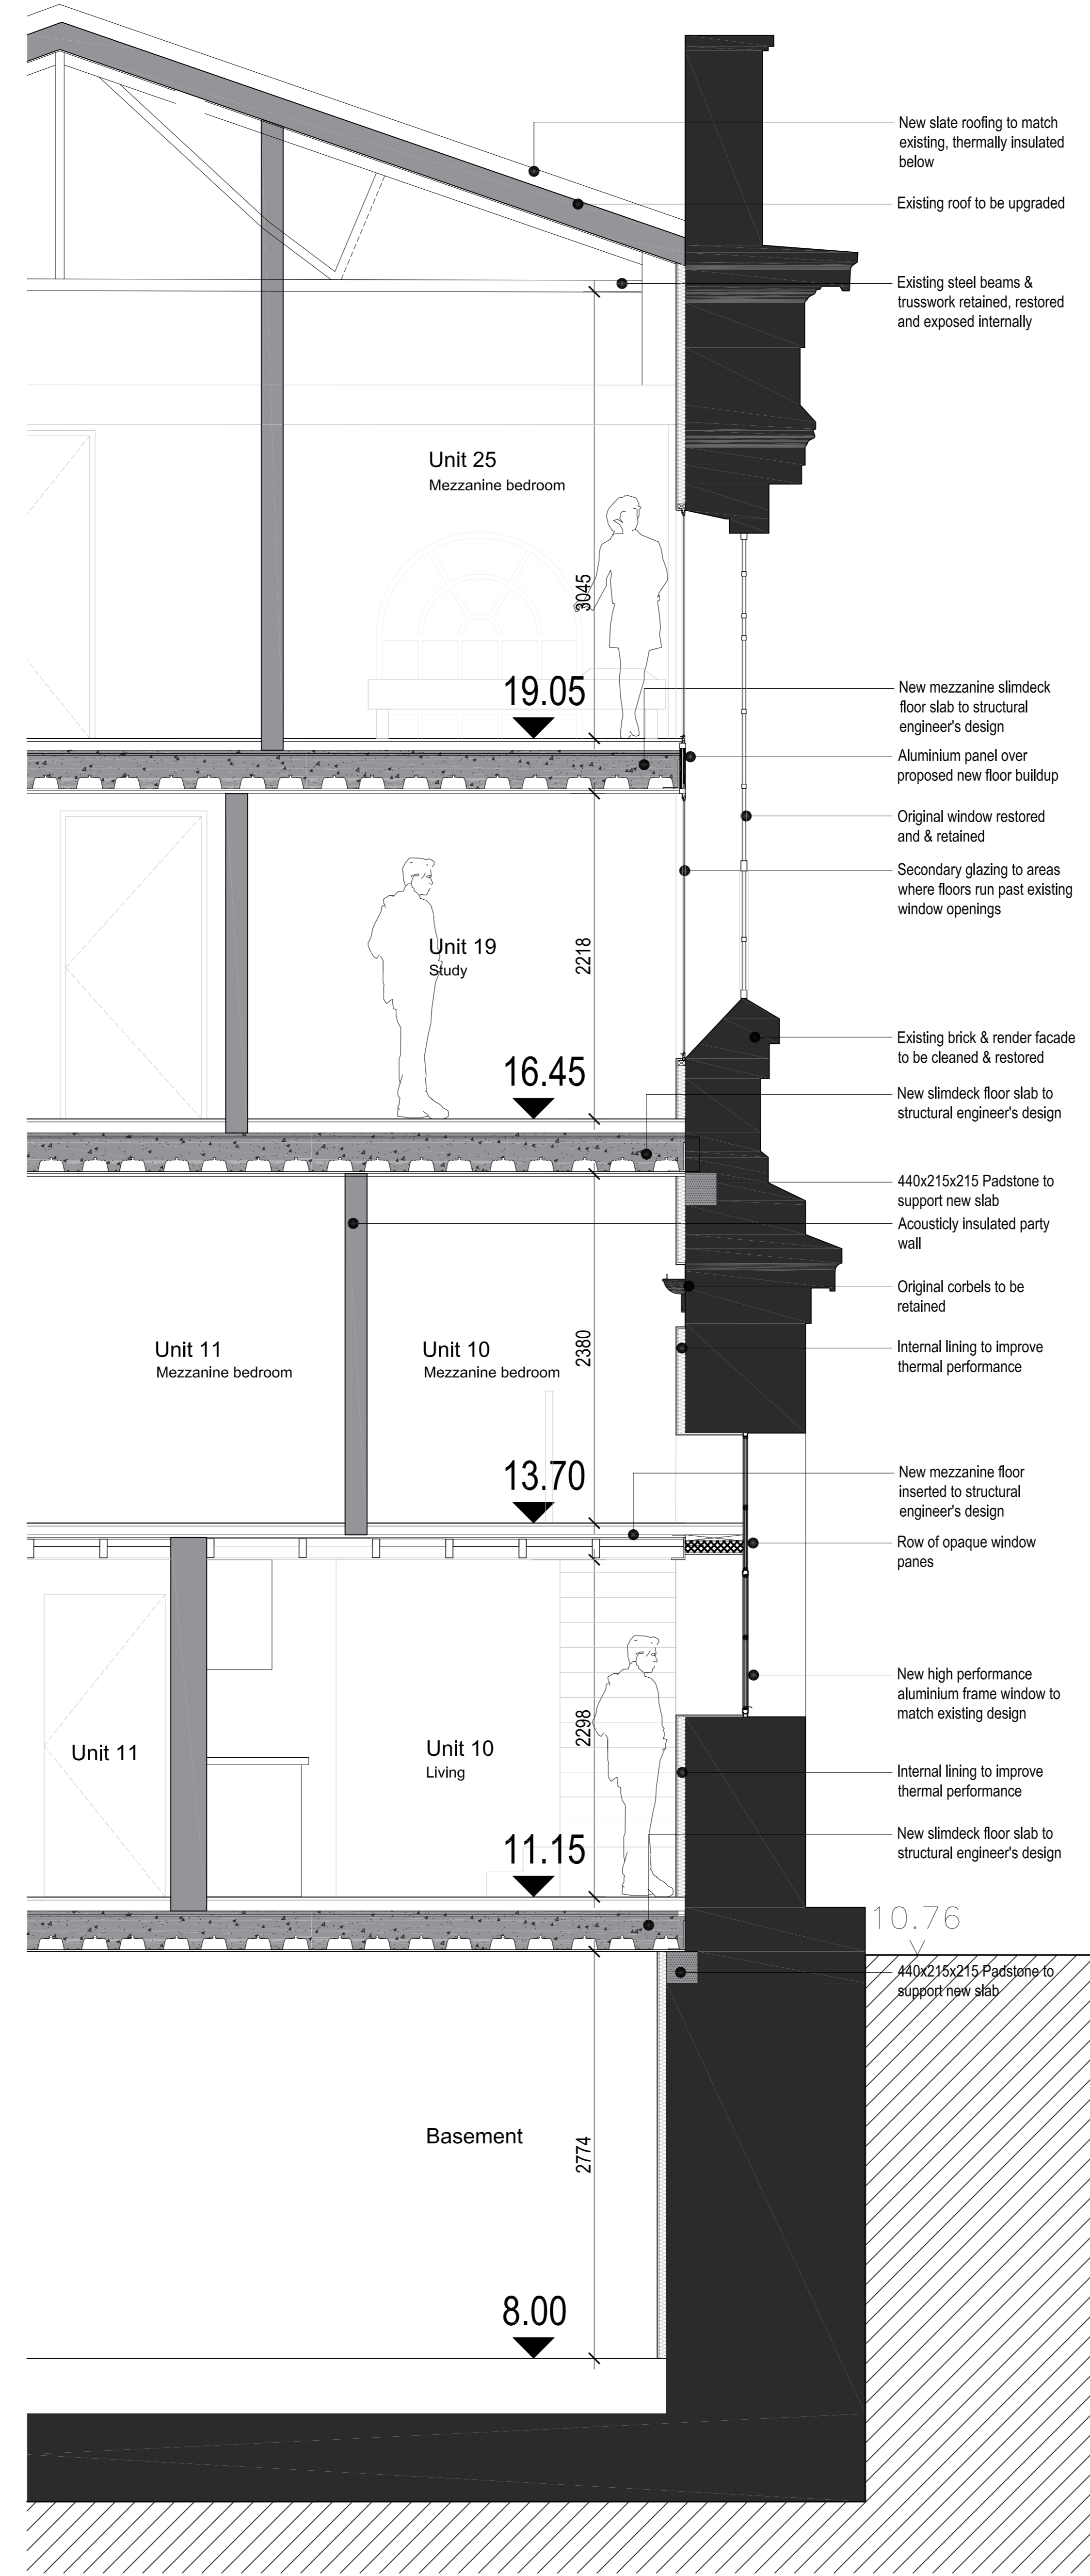 New slate roofing to match
existing, thermally insulated
below
Existing roof to be upgraded
Existing steel beams &
trusswork retained, restored
and exposed internally
Unit 25
Mezzanine bedroom
3045
19.05
New mezzanine slimdeck
floor slab to structural
engineer's design
Aluminium panel over
proposed new floor buildup
Original window restored
and & retained
Secondary glazing to areas
where floors run past existing
window openings
Unit 19
Study
2218
16.45
Existing brick & render facade
to be cleaned & restored
New slimdeck floor slab to
structural engineer's design
440x215x215 Padstone to
support new slab
Acousticly insulated party
wall
Original corbels to be
retained
Internal lining to improve
thermal performance
Unit 11
Mezzanine bedroom
Unit 10
Mezzanine bedroom
2380
13.70
New mezzanine floor
inserted to structural
engineer's design
Row of opaque window
panes
New high performance
aluminium frame window to
match existing design
Unit 11
Unit 10
Living
2298
11.15
Internal lining to improve
thermal performance
New slimdeck floor slab to
structural engineer's design
10.76
440x215x215 Padstone to
support new slab
Basement
2774
8.00